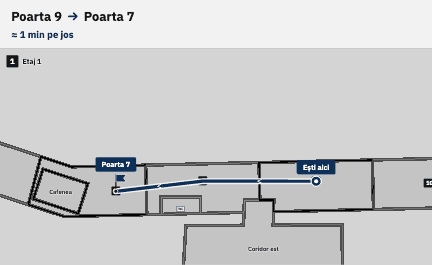 Poarta 9 → Poarta 7
≈ 1 min pe jos
1 Etaj 1
Poarta 7
Ești aici
Cafenea
Coridor est